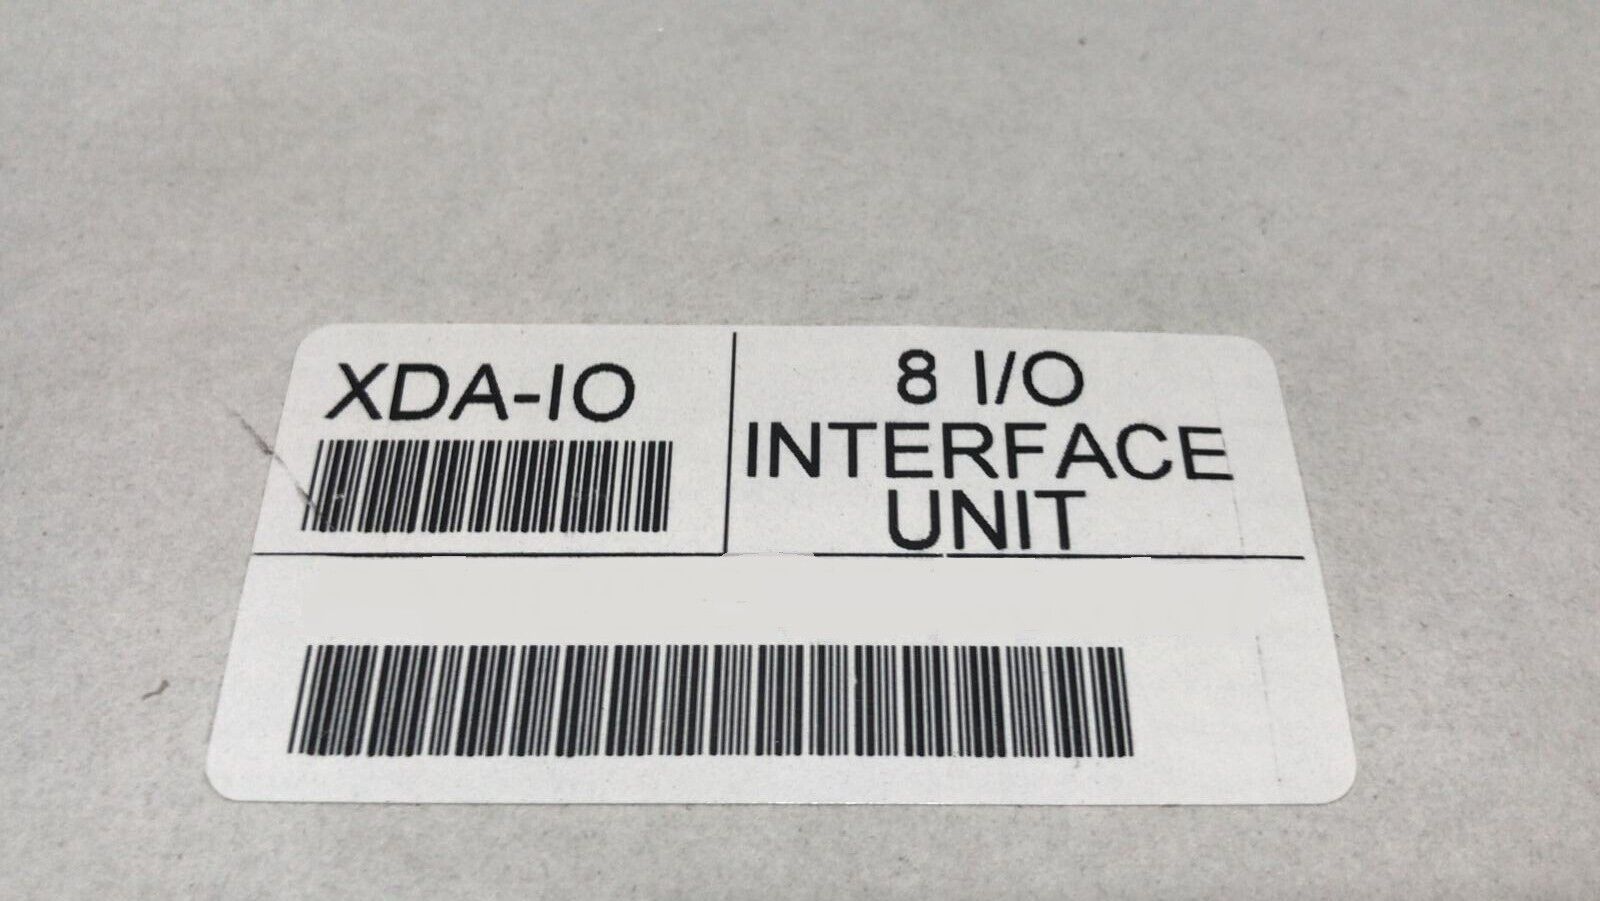 XDA-IO
8 I/O
INTERFACE
UNIT